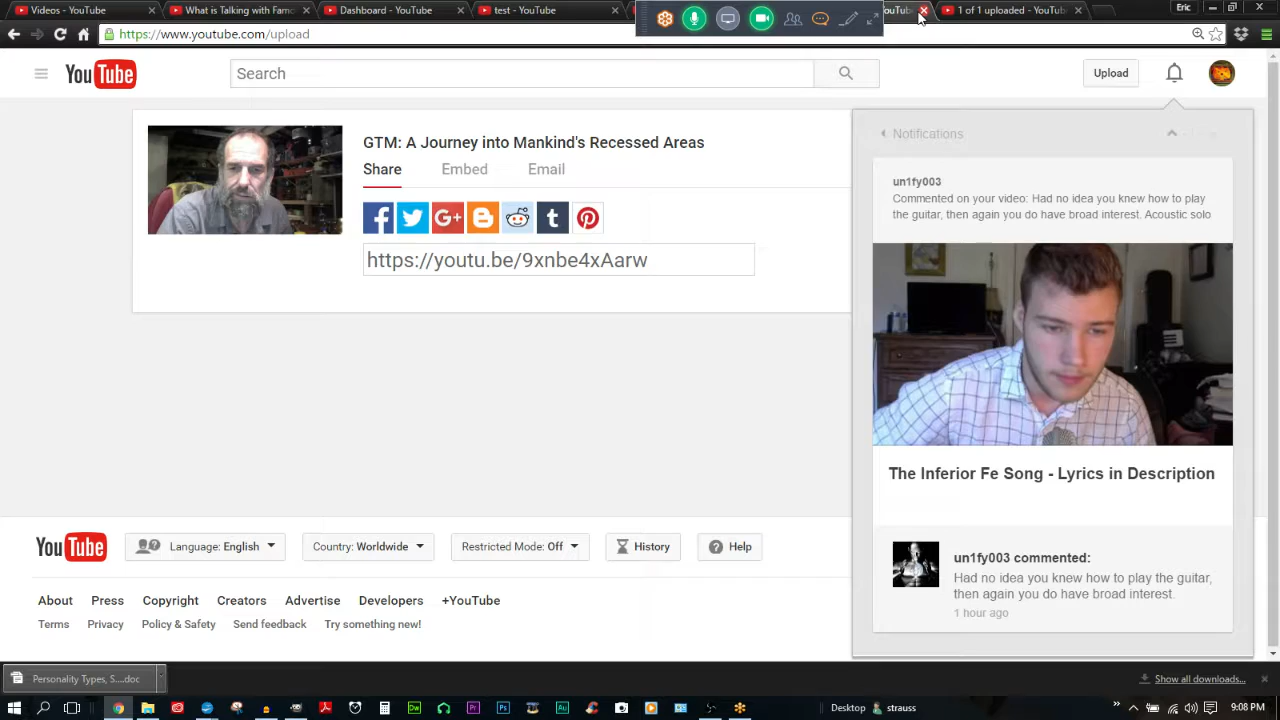 Videos - YouTube
What is Talking with Famo
Dashboard - YouTube
test - YouTube
YouTub
1 of 1 uploaded - YouTub
Eric
https://www.youtube.com/upload
YouTube
Search
Upload
GTM: A Journey into Mankind's Recessed Areas
Share
Embed
Email
https://youtu.be/9xnbe4xAarw
Notifications
un1fy003
Commented on your video: Had no idea you knew how to play
the guitar, then again you do have broad interest. Acoustic solo
The Inferior Fe Song - Lyrics in Description
un1fy003 commented:
Had no idea you knew how to play the guitar,
then again you do have broad interest.
1 hour ago
YouTube
Language: English
Country: Worldwide
Restricted Mode: Off
History
Help
About
Press
Copyright
Creators
Advertise
Developers
+YouTube
Terms
Privacy
Policy & Safety
Send feedback
Try something new!
Personality Types, S....doc
Show all downloads...
Desktop
strauss
9:08 PM